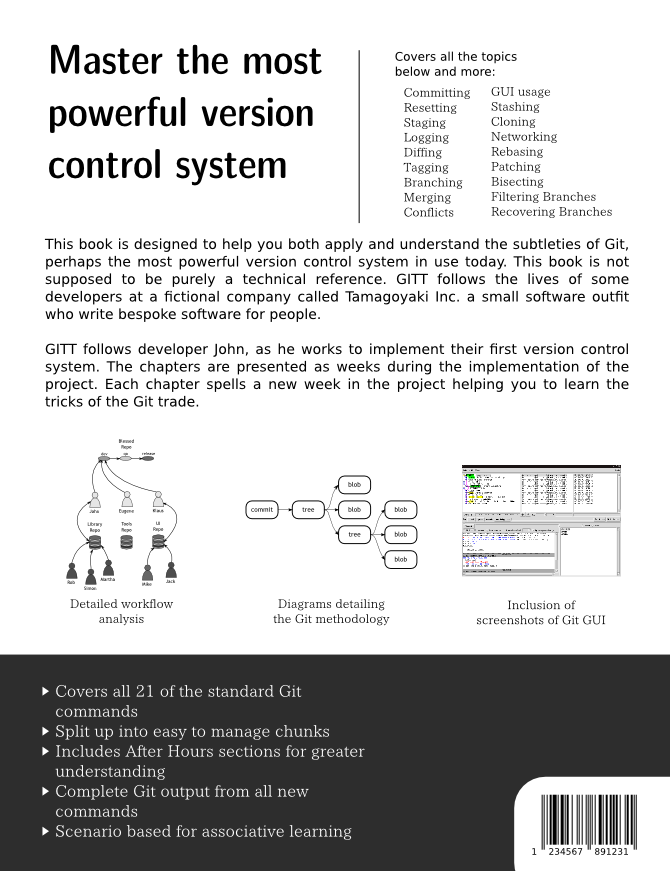 Master the most
powerful version
control system
Covers all the topics
below and more:
Committing
Resetting
Staging
Logging
Diffing
Tagging
Branching
Merging
Conflicts
GUI usage
Stashing
Cloning
Networking
Rebasing
Patching
Bisecting
Filtering Branches
Recovering Branches
This book is designed to help you both apply and understand the subtleties of Git,
perhaps the most powerful version control system in use today. This book is not
supposed to be purely a technical reference. GITT follows the lives of some
developers at a fictional company called Tamagoyaki Inc. a small software outfit
who write bespoke software for people.
GITT follows developer John, as he works to implement their first version control
system. The chapters are presented as weeks during the implementation of the
project. Each chapter spells a new week in the project helping you to learn the
tricks of the Git trade.
Blessed
Repo
dev qa release
John Eugene Klaus
Library
Repo
Tools
Repo
UI
Repo
Rob Simon Martha Mike Jack
Detailed workflow
analysis
commit tree blob
blob
tree
blob
blob
blob
Diagrams detailing
the Git methodology
Inclusion of
screenshots of Git GUI
Covers all 21 of the standard Git
commands
Split up into easy to manage chunks
Includes After Hours sections for greater
understanding
Complete Git output from all new
commands
Scenario based for associative learning
1 234567 891231